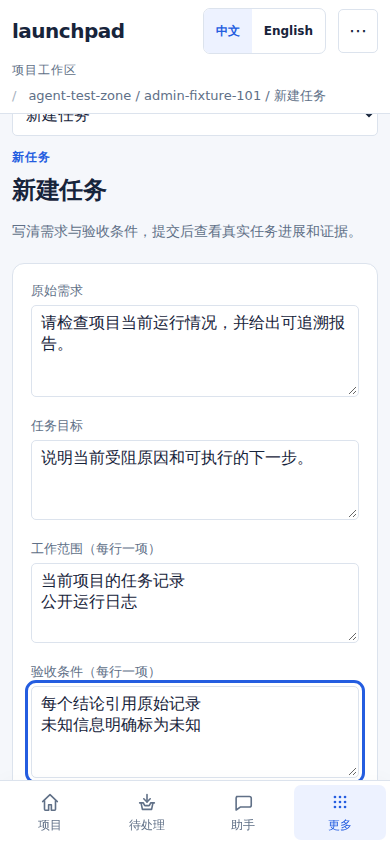 launchpad
中文 English ...
项目工作区
/ agent-test-zone / admin-fixture-101 / 新建任务
新建任务
新任务
新建任务
写清需求与验收条件，提交后查看真实任务进展和证据。
原始需求
请检查项目当前运行情况，并给出可追溯报
告。
任务目标
说明当前受阻原因和可执行的下一步。
工作范围（每行一项）
当前项目的任务记录
公开运行日志
验收条件（每行一项）
每个结论引用原始记录
未知信息明确标为未知
项目 待处理 助手 更多